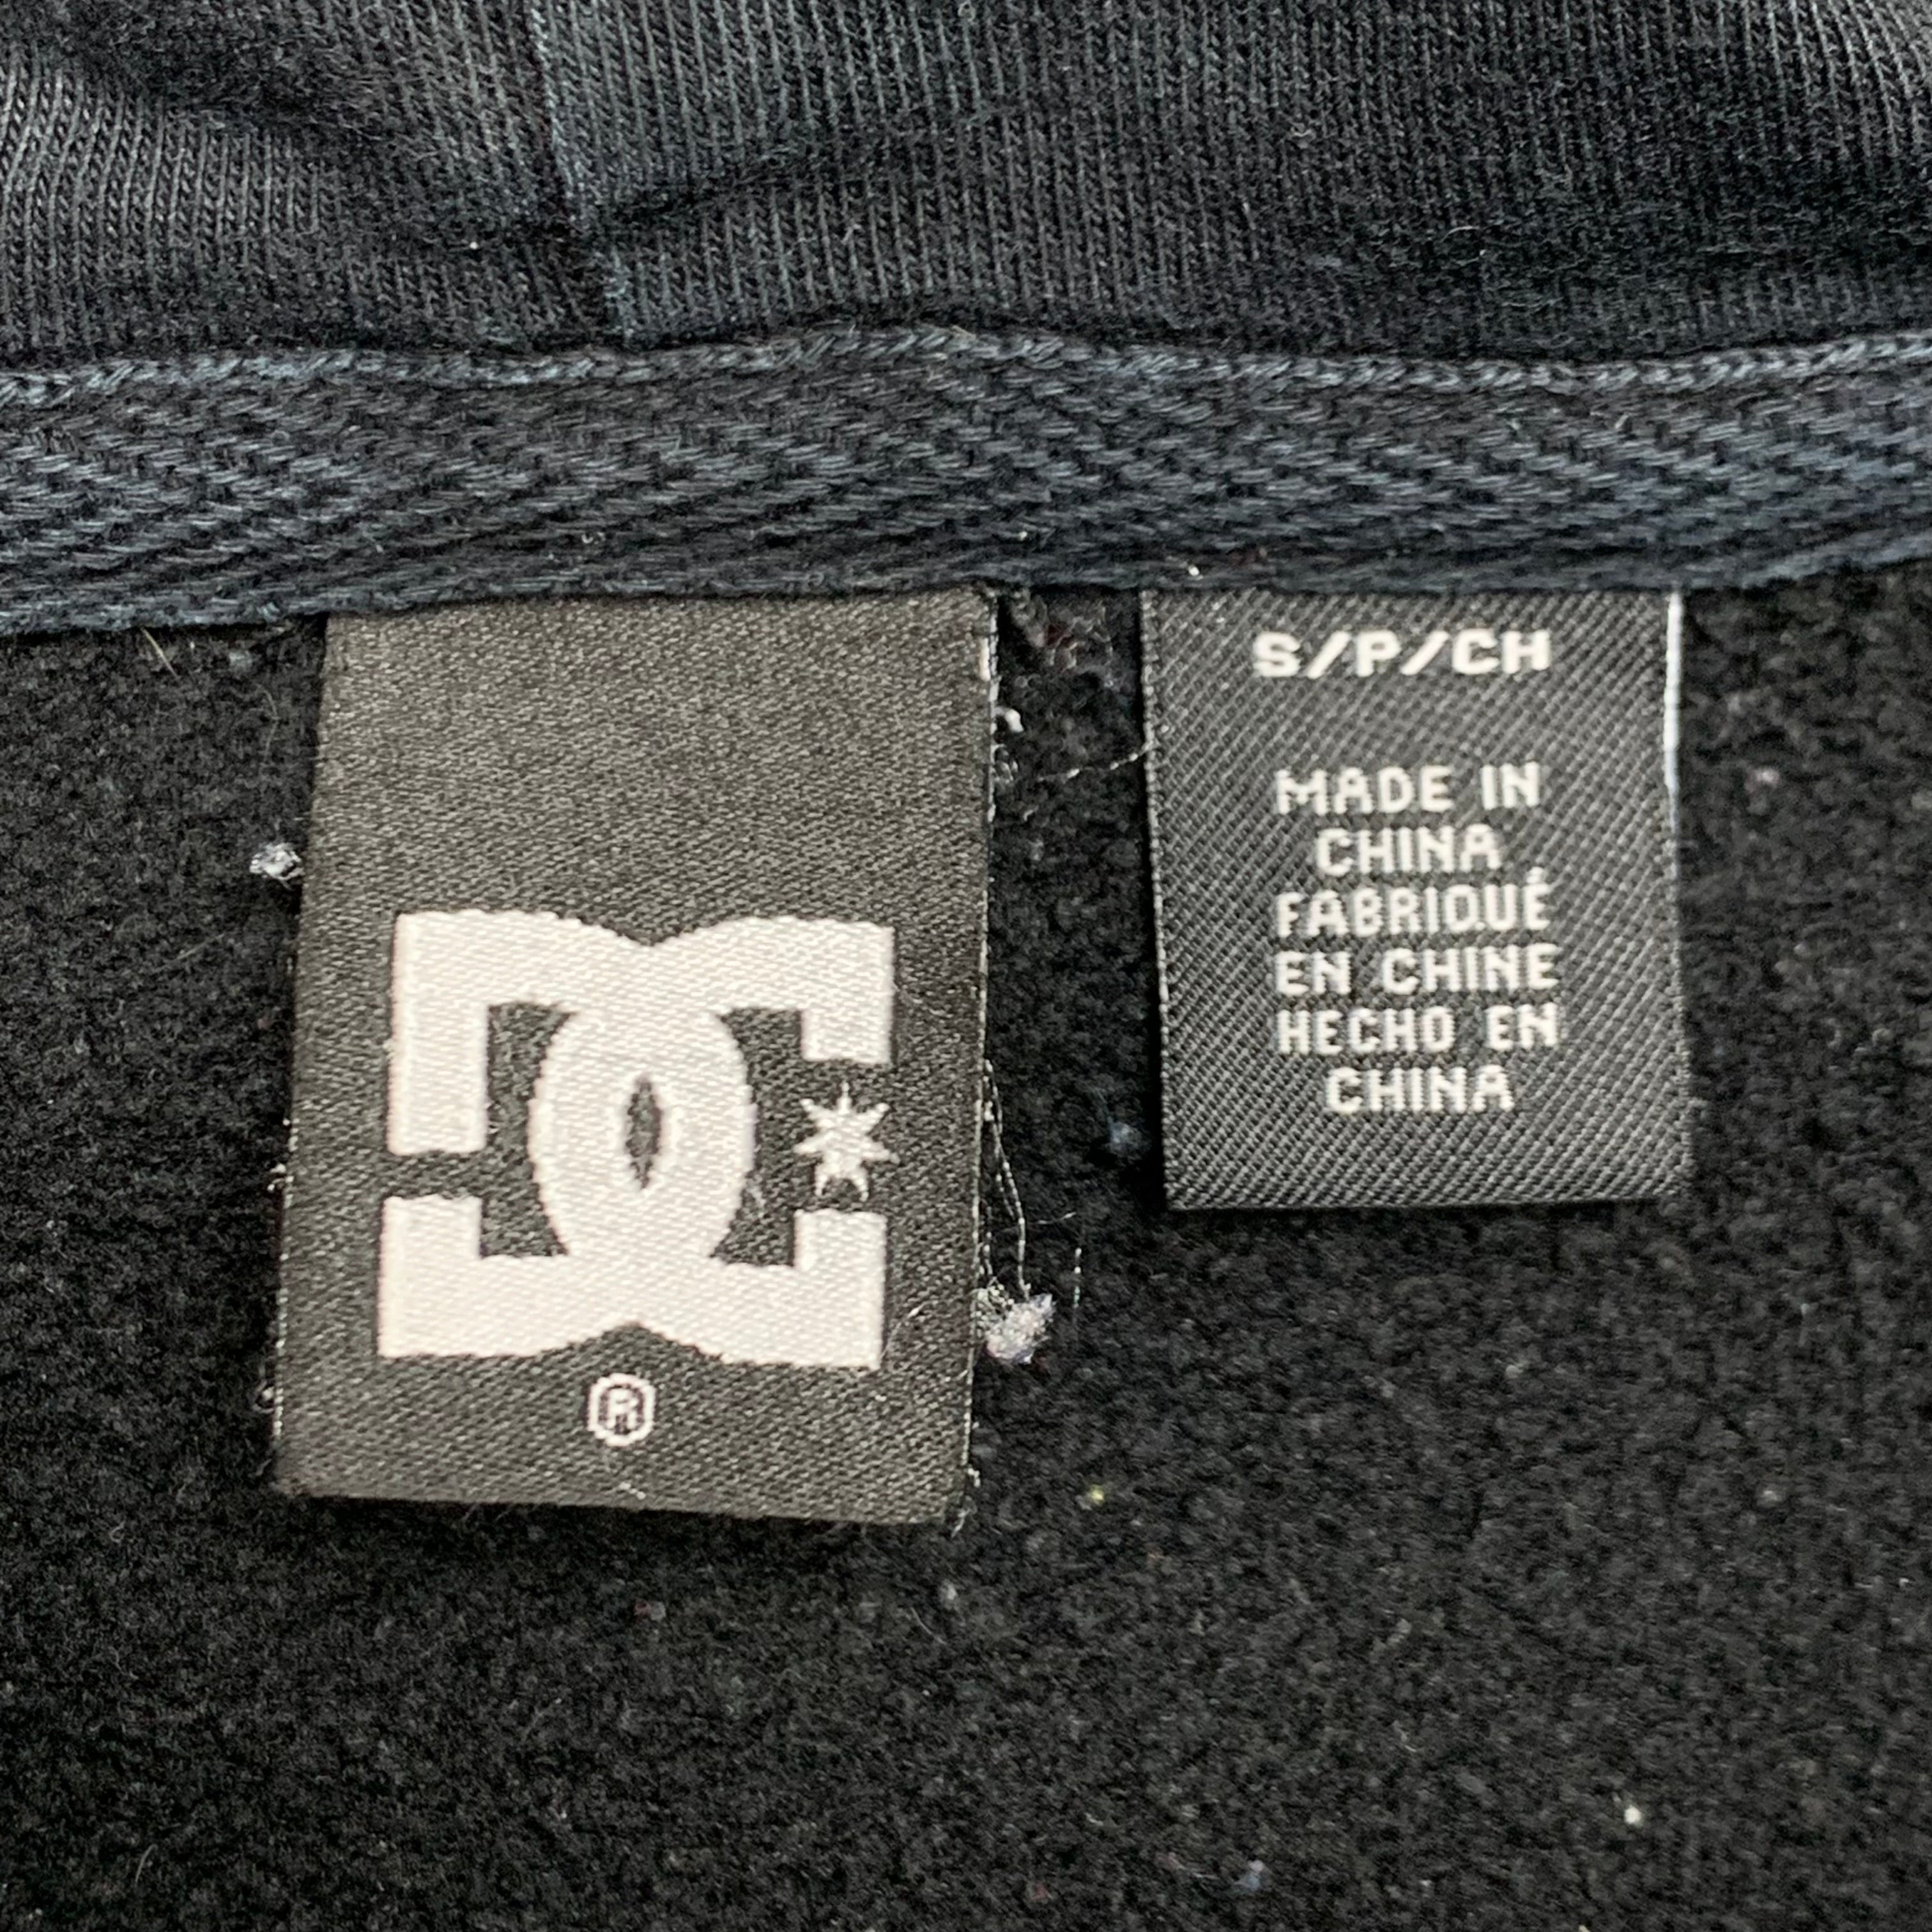 DC
®
S/P/CH
MADE IN
CHINA
FABRIQUÉ
EN CHINE
HECHO EN
CHINA